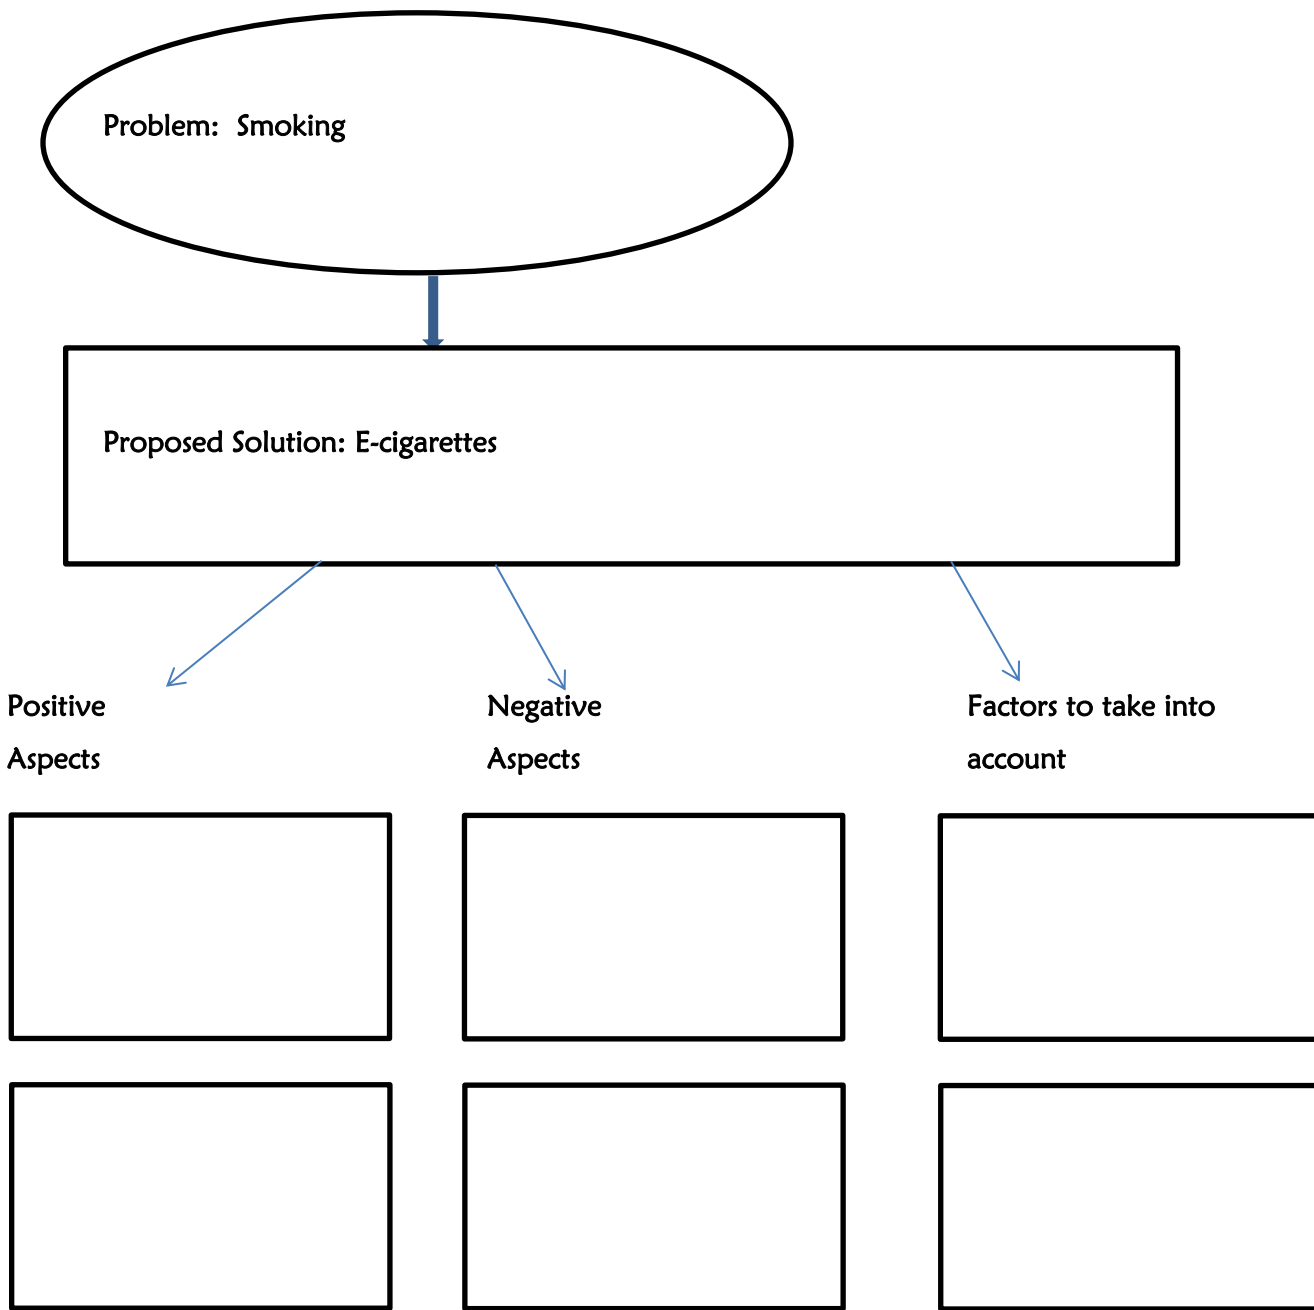 Problem:  Smoking
Proposed Solution: E-cigarettes
Positive
Aspects
Negative
Aspects
Factors to take into
account